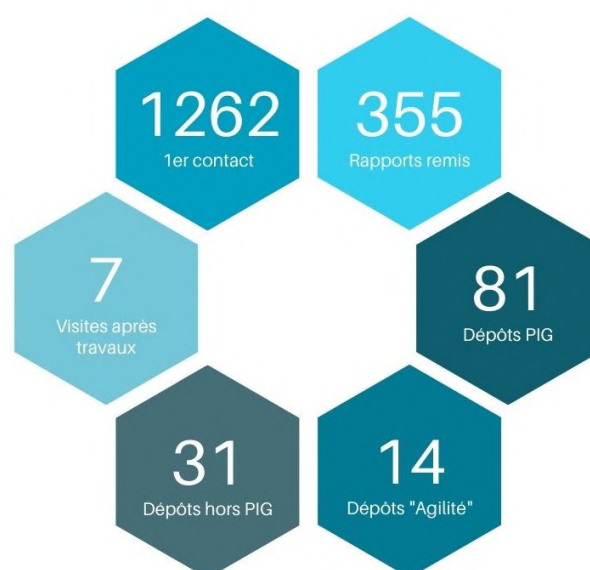 1262
1er contact
355
Rapports remis
7
Visites après
travaux
81
Dépôts PIG
31
Dépôts hors PIG
14
Dépôts "Agilité"